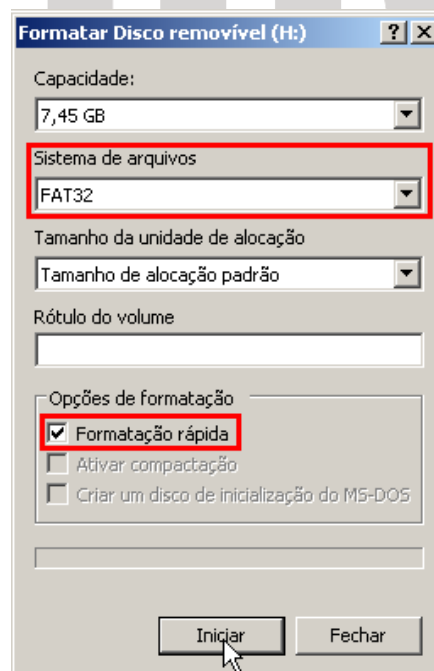 Formatar Disco removível (H:)
Capacidade:
7,45 GB
Sistema de arquivos
FAT32
Tamanho da unidade de alocação
Tamanho de alocação padrão
Rótulo do volume
Opções de formatação
Formatação rápida
Ativar compactação
Criar um disco de inicialização do MS-DOS
Iniciar
Fechar